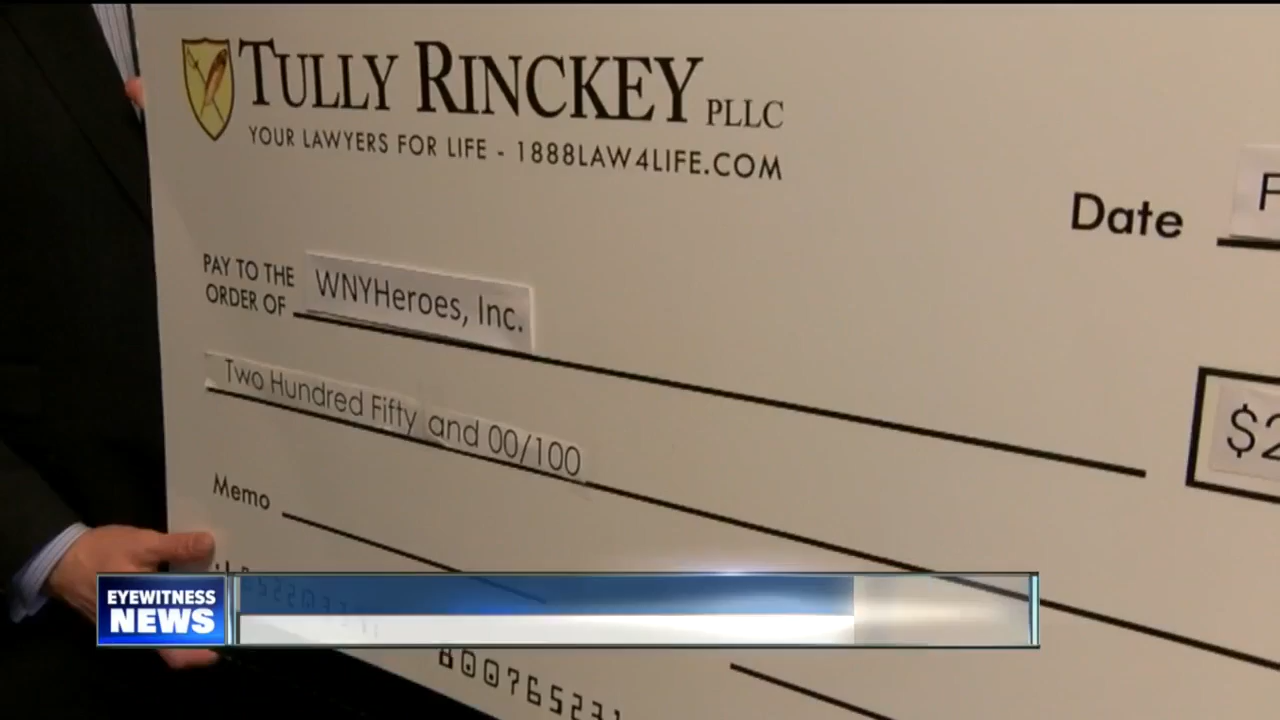 TULLY RINCKEY PLLC
YOUR LAWYERS FOR LIFE - 1888LAW4LIFE.COM
Date F
PAY TO THE
ORDER OF WNYHeroes, Inc.
Two Hundred Fifty and 00/100
$2
Memo
EYEWITNESS
NEWS